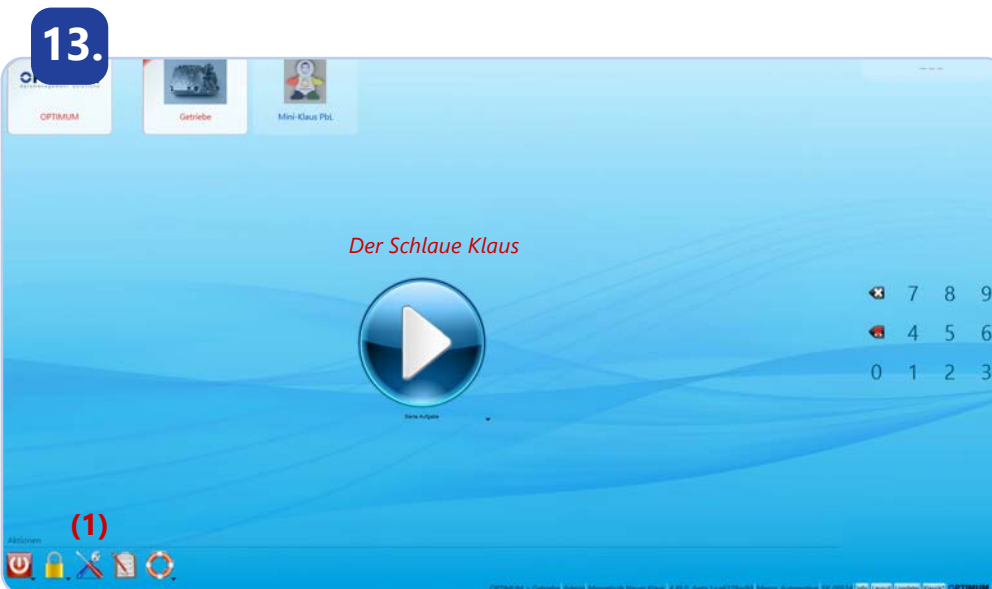 13.
OPTIMUM
Getriebe
Mini-Klaus PbL
---
Der Schlaue Klaus
7 8 9
4 5 6
0 1 2 3
Starte Aufgabe
(1)
Aktionen
OPTIMUM